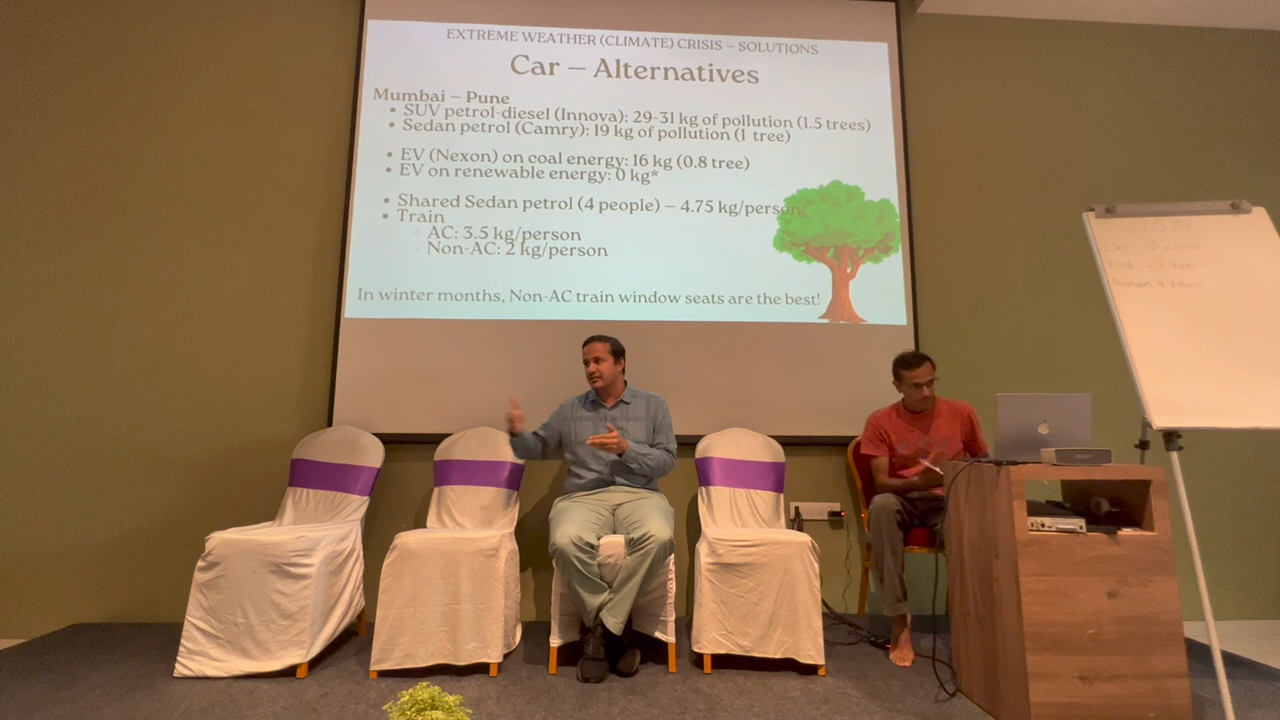 EXTREME WEATHER (CLIMATE) CRISIS – SOLUTIONS
Car – Alternatives
Mumbai – Pune
• SUV petrol-diesel (Innova): 29-31 kg of pollution (1.5 trees)
• Sedan petrol (Camry): 19 kg of pollution (1 tree)
• EV (Nexon) on coal energy: 16 kg (0.8 tree)
• EV on renewable energy: 0 kg*
• Shared Sedan petrol (4 people) – 4.75 kg/person
• Train
○ AC: 3.5 kg/person
○ Non-AC: 2 kg/person
In winter months, Non-AC train window seats are the best!